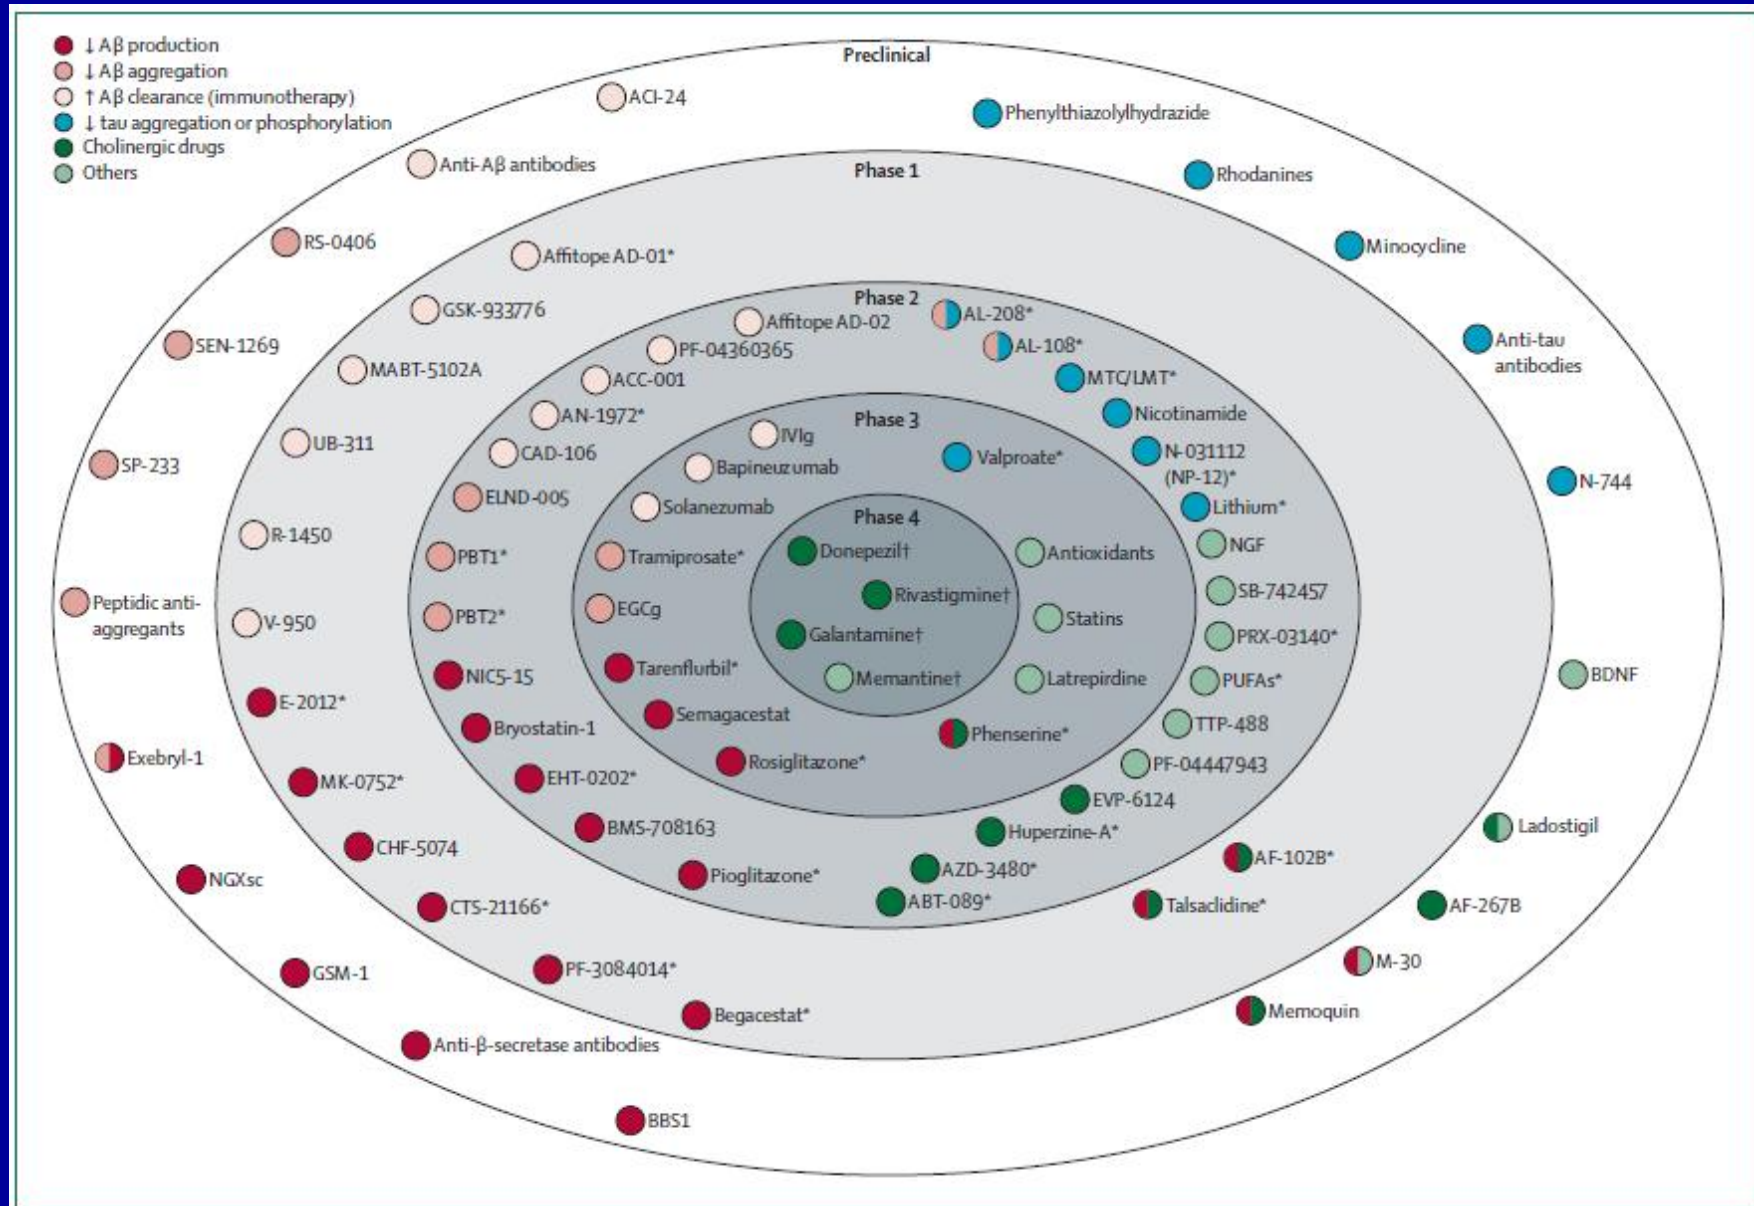 ↓ Aβ production
↓ Aβ aggregation
↑ Aβ clearance (immunotherapy)
↓ tau aggregation or phosphorylation
Cholinergic drugs
Others
Preclinical
ACI-24
Phenylthiazolylhydrazide
Anti-Aβ antibodies
Rhodanines
RS-0406
Minocycline
SEN-1269
Anti-tau
antibodies
SP-233
N-744
Peptidic anti-
aggregants
BDNF
Exebryl-1
Ladostigil
NGXsc
AF-267B
GSM-1
M-30
Memoquin
Anti-β-secretase antibodies
BBS1
Phase 1
Affitope AD-01*
GSK-933776
MABT-5102A
UB-311
R-1450
V-950
E-2012*
MK-0752*
CHF-5074
CTS-21166*
PF-3084014*
Begacestat*
AF-102B*
Talsaclidine*
Phase 2
Affitope AD-02
AL-208*
PF-04360365
AL-108*
ACC-001
MTC/LMT*
AN-1972*
Nicotinamide
CAD-106
N-031112
(NP-12)*
ELND-005
Lithium*
PBT1*
NGF
PBT2*
SB-742457
PRX-03140*
NIC5-15
PUFAs*
Bryostatin-1
TTP-488
EHT-0202*
PF-04447943
BMS-708163
EVP-6124
Pioglitazone*
Huperzine-A*
AZD-3480*
ABT-089*
Phase 3
IVIg
Bapineuzumab
Valproate*
Solanezumab
Tramiprosate*
Antioxidants
EGCg
Statins
Tarenflurbil*
Latrepirdine
Semagacestat
Phenserine*
Rosiglitazone*
Phase 4
Donepezil†
Rivastigmine†
Galantamine†
Memantine†